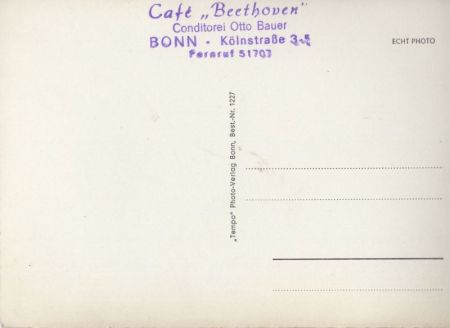 Café „Beethoven"
Conditorei Otto Bauer
BONN - Kölnstraße 3-5
Fernruf 51707
ECHT PHOTO
„Tempo" Photo-Verlag Bonn, Best.-Nr. 1227